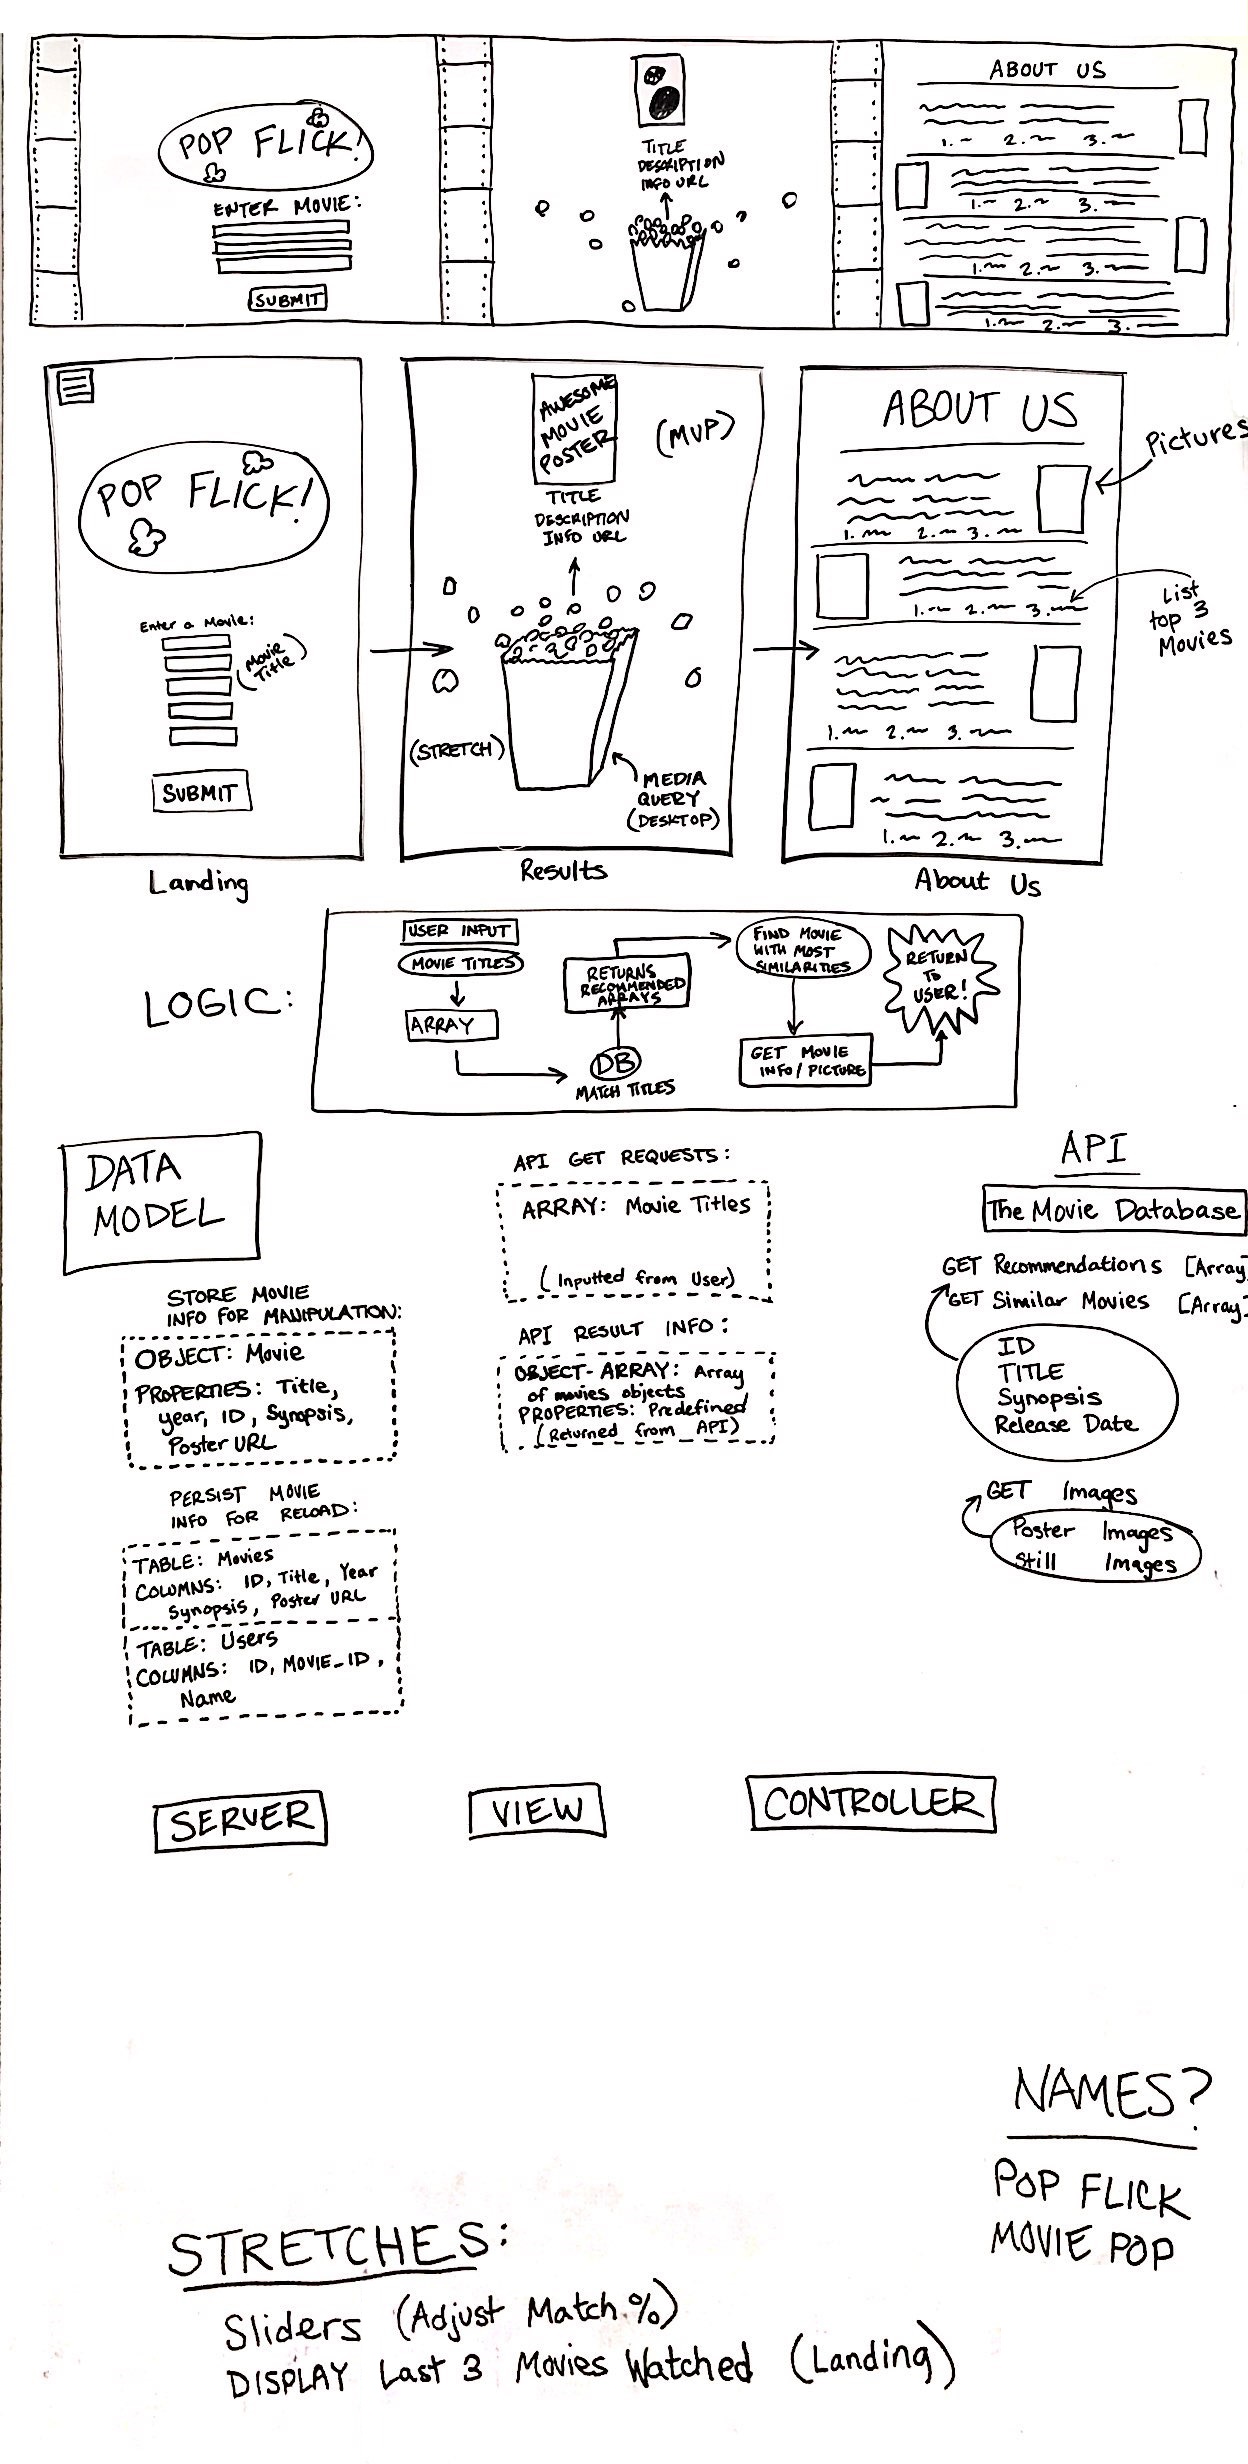 POP FLICK!
ENTER MOVIE:
SUBMIT
TITLE
DESCRIPTION
INFO URL
ABOUT US
1. 2. 3.
1. 2. 3.
1. 2. 3.
1. 2. 3.
POP FLICK!
Enter a Movie:
(Movie
Title)
SUBMIT
Landing
AWESOME
MOVIE
POSTER
(MVP)
TITLE
DESCRIPTION
INFO URL
(STRETCH)
MEDIA
QUERY
(DESKTOP)
Results
ABOUT US
Pictures
1. 2. 3.
1. 2. 3.
List
top 3
Movies
1. 2. 3.
1. 2. 3.
About Us
LOGIC:
USER INPUT
MOVIE TITLES
ARRAY
DB
MATCH TITLES
RETURNS
RECOMMENDED
ARRAYS
FIND MOVIE
WITH MOST
SIMILARITIES
GET MOVIE
INFO/PICTURE
RETURN
TO
USER!
DATA
MODEL
STORE MOVIE
INFO FOR MANIPULATION:
OBJECT: Movie
PROPERTIES: Title,
year, ID, Synopsis,
Poster URL
PERSIST MOVIE
INFO FOR RELOAD:
TABLE: Movies
COLUMNS: ID, Title, Year
Synopsis, Poster URL
TABLE: Users
COLUMNS: ID, MOVIE_ID,
Name
API GET REQUESTS:
ARRAY: Movie Titles
(Inputted from User)
API RESULT INFO:
OBJECT-ARRAY: Array
of movies objects
PROPERTIES: Predefined
(Returned from API)
API
The Movie Database
GET Recommendations [Array]
GET Similar Movies [Array]
ID
TITLE
Synopsis
Release Date
GET Images
Poster Images
Still Images
SERVER
VIEW
CONTROLLER
NAMES?
POP FLICK
MOVIE POP
STRETCHES:
Sliders (Adjust Match %)
DISPLAY Last 3 Movies Watched (Landing)